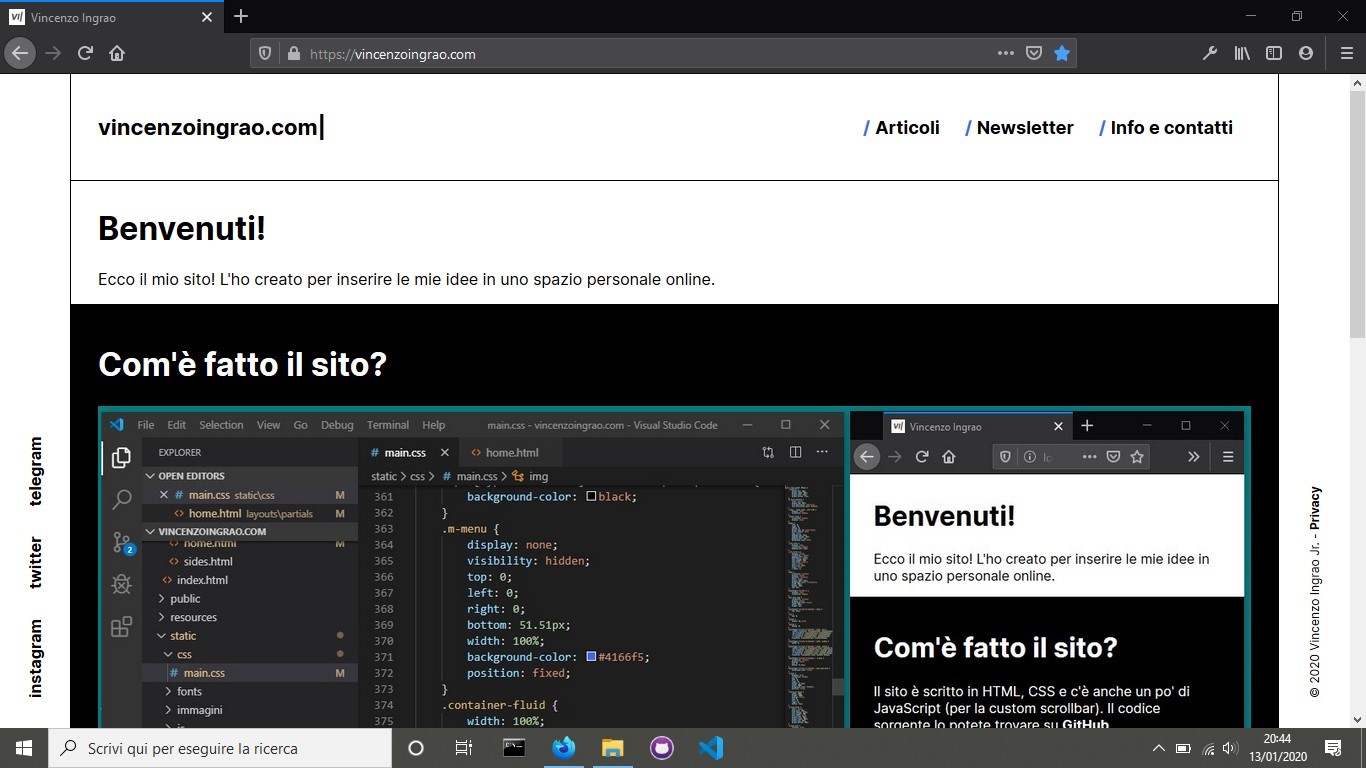 Vincenzo Ingrao
https://vincenzoingrao.com
vincenzoingrao.com|
/ Articoli / Newsletter / Info e contatti
Benvenuti!
Ecco il mio sito! L'ho creato per inserire le mie idee in uno spazio personale online.
Com'è fatto il sito?
telegram
twitter
instagram
File Edit Selection View Go Debug Terminal Help
main.css - vincenzoingrao.com - Visual Studio Code
EXPLORER
OPEN EDITORS
main.css static\css M
home.html layouts\partials M
VINCENZOINGRAO.COM
home.html M
sides.html
index.html
public
resources
static
css
main.css M
fonts
immagini
2
main.css
home.html
static > css > main.css > img
361 background-color: black;
362 }
363 .m-menu {
364 display: none;
365 visibility: hidden;
366 top: 0;
367 left: 0;
368 right: 0;
369 bottom: 51.51px;
370 width: 100%;
371 background-color: #4166f5;
372 position: fixed;
373 }
374 .container-fluid {
375 width: 100%;
Vincenzo Ingrao
Benvenuti!
Ecco il mio sito! L'ho creato per inserire le mie idee in
uno spazio personale online.
Com'è fatto il sito?
Il sito è scritto in HTML, CSS e c'è anche un po' di
JavaScript (per la custom scrollbar). Il codice
sorgente lo potete trovare su GitHub
© 2020 Vincenzo Ingrao Jr. - Privacy
Scrivi qui per eseguire la ricerca
20:44
13/01/2020